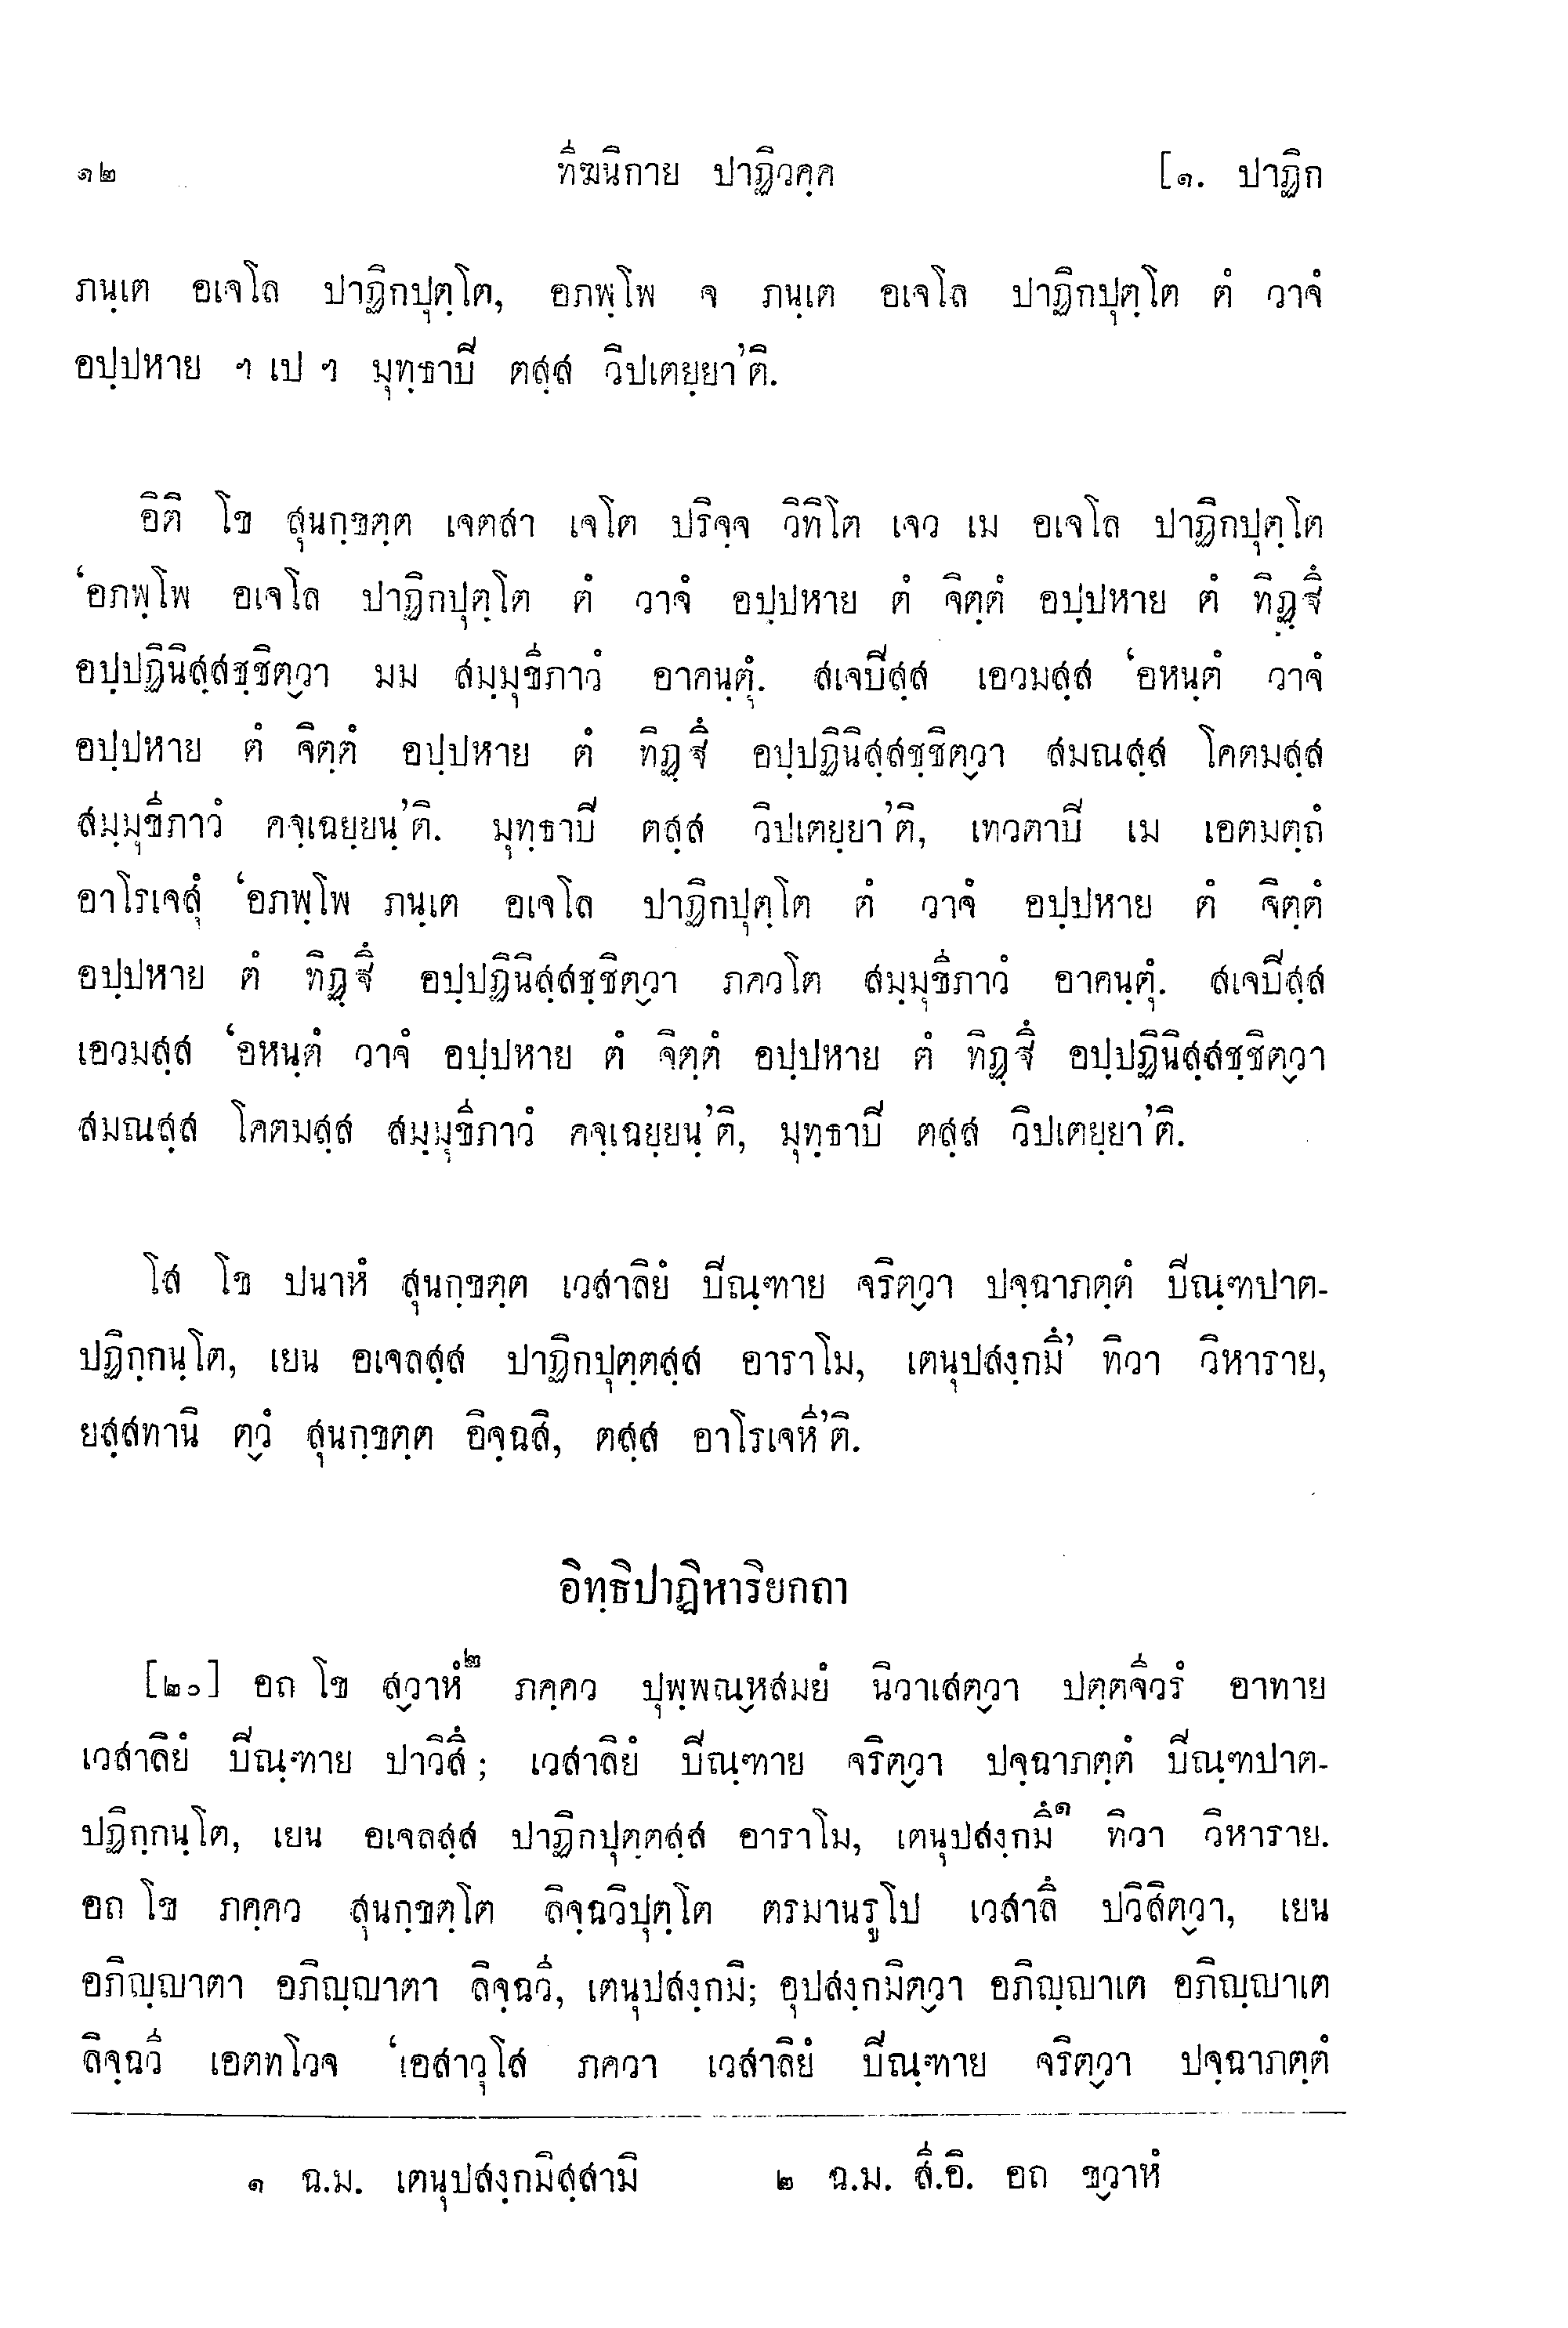 ๑๒ ทีฆนิกาย ปาฏิวคฺค [๑. ปาฏิก
ภนฺเต อเจโล ปาฏิกปุตฺโต, อภพฺโพ จ ภนฺเต อเจโล ปาฏิกปุตฺโต ตํ วาจํ
อปฺปหาย ฯ เป ฯ มุทฺธาปิ ตสฺส วิปเตยฺยา’ติ.
อิติ โข สุนกฺขตฺต เจตสา เจโต ปริจฺจ วิทิโต เจว เม อเจโล ปาฏิกปุตฺโต
‘อภพฺโพ อเจโล ปาฏิกปุตฺโต ตํ วาจํ อปฺปหาย ตํ จิตฺตํ อปฺปหาย ตํ ทิฏฺฐึ
อปฺปฏินิสฺสชฺชิตฺวา มม สมฺมุขีภาวํ อาคนฺตุํ. สเจปิสฺส เอวมสฺส ‘อหนฺตํ วาจํ
อปฺปหาย ตํ จิตฺตํ อปฺปหาย ตํ ทิฏฺฐึ อปฺปฏินิสฺสชฺชิตฺวา สมณสฺส โคตมสฺส
สมฺมุขีภาวํ คจฺเฉยฺยนฺ’ติ. มุทฺธาปิ ตสฺส วิปเตยฺยา’ติ, เทวตาปิ เม เอตมตฺถํ
อาโรเจสุํ ‘อภพฺโพ ภนฺเต อเจโล ปาฏิกปุตฺโต ตํ วาจํ อปฺปหาย ตํ จิตฺตํ
อปฺปหาย ตํ ทิฏฺฐึ อปฺปฏินิสฺสชฺชิตฺวา ภควโต สมฺมุขีภาวํ อาคนฺตุํ. สเจปิสฺส
เอวมสฺส ‘อหนฺตํ วาจํ อปฺปหาย ตํ จิตฺตํ อปฺปหาย ตํ ทิฏฺฐึ อปฺปฏินิสฺสชฺชิตฺวา
สมณสฺส โคตมสฺส สมฺมุขีภาวํ คจฺเฉยฺยนฺ’ติ, มุทฺธาปิ ตสฺส วิปเตยฺยา’ติ.
โส โข ปนาหํ สุนกฺขตฺต เวสาลิยํ ปิณฺฑาย จริตฺวา ปจฺฉาภตฺตํ ปิณฺฑปาต-
ปฏิกฺกนฺโต, เยน อเจลสฺส ปาฏิกปุตฺตสฺส อาราโม, เตนุปสงฺกมึ’ ทิวา วิหาราย,
ยสฺสทานิ ตฺวํ สุนกฺขตฺต อิจฺฉสิ, ตสฺส อาโรเจหี’ติ.
อิทฺธิปาฏิหาริยกถา
[๒๐] อถ โข สฺวาหํ๒ ภคฺคว ปุพฺพณฺหสมยํ นิวาเสตฺวา ปตฺตจีวรํ อาทาย
เวสาลิยํ ปิณฺฑาย ปาวิสึ; เวสาลิยํ ปิณฺฑาย จริตฺวา ปจฺฉาภตฺตํ ปิณฺฑปาต-
ปฏิกฺกนฺโต, เยน อเจลสฺส ปาฏิกปุตฺตสฺส อาราโม, เตนุปสงฺกมึ๑ ทิวา วิหาราย.
อถ โข ภคฺคว สุนกฺขตฺโต ลิจฺฉวิปุตฺโต ตรมานรูโป เวสาลึ ปวิสิตฺวา, เยน
อภิญฺญาตา อภิญฺญาตา ลิจฺฉวี, เตนุปสงฺกมิ; อุปสงฺกมิตฺวา อภิญฺญาเต อภิญฺญาเต
ลิจฺฉวี เอตทโวจ ‘เอสาวุโส ภควา เวสาลิยํ ปิณฺฑาย จริตฺวา ปจฺฉาภตฺตํ
๑ ฉ.ม. เตนุปสงฺกมิสฺสามิ ๒ ฉ.ม. สี.อิ. อถ ขฺวาหํ